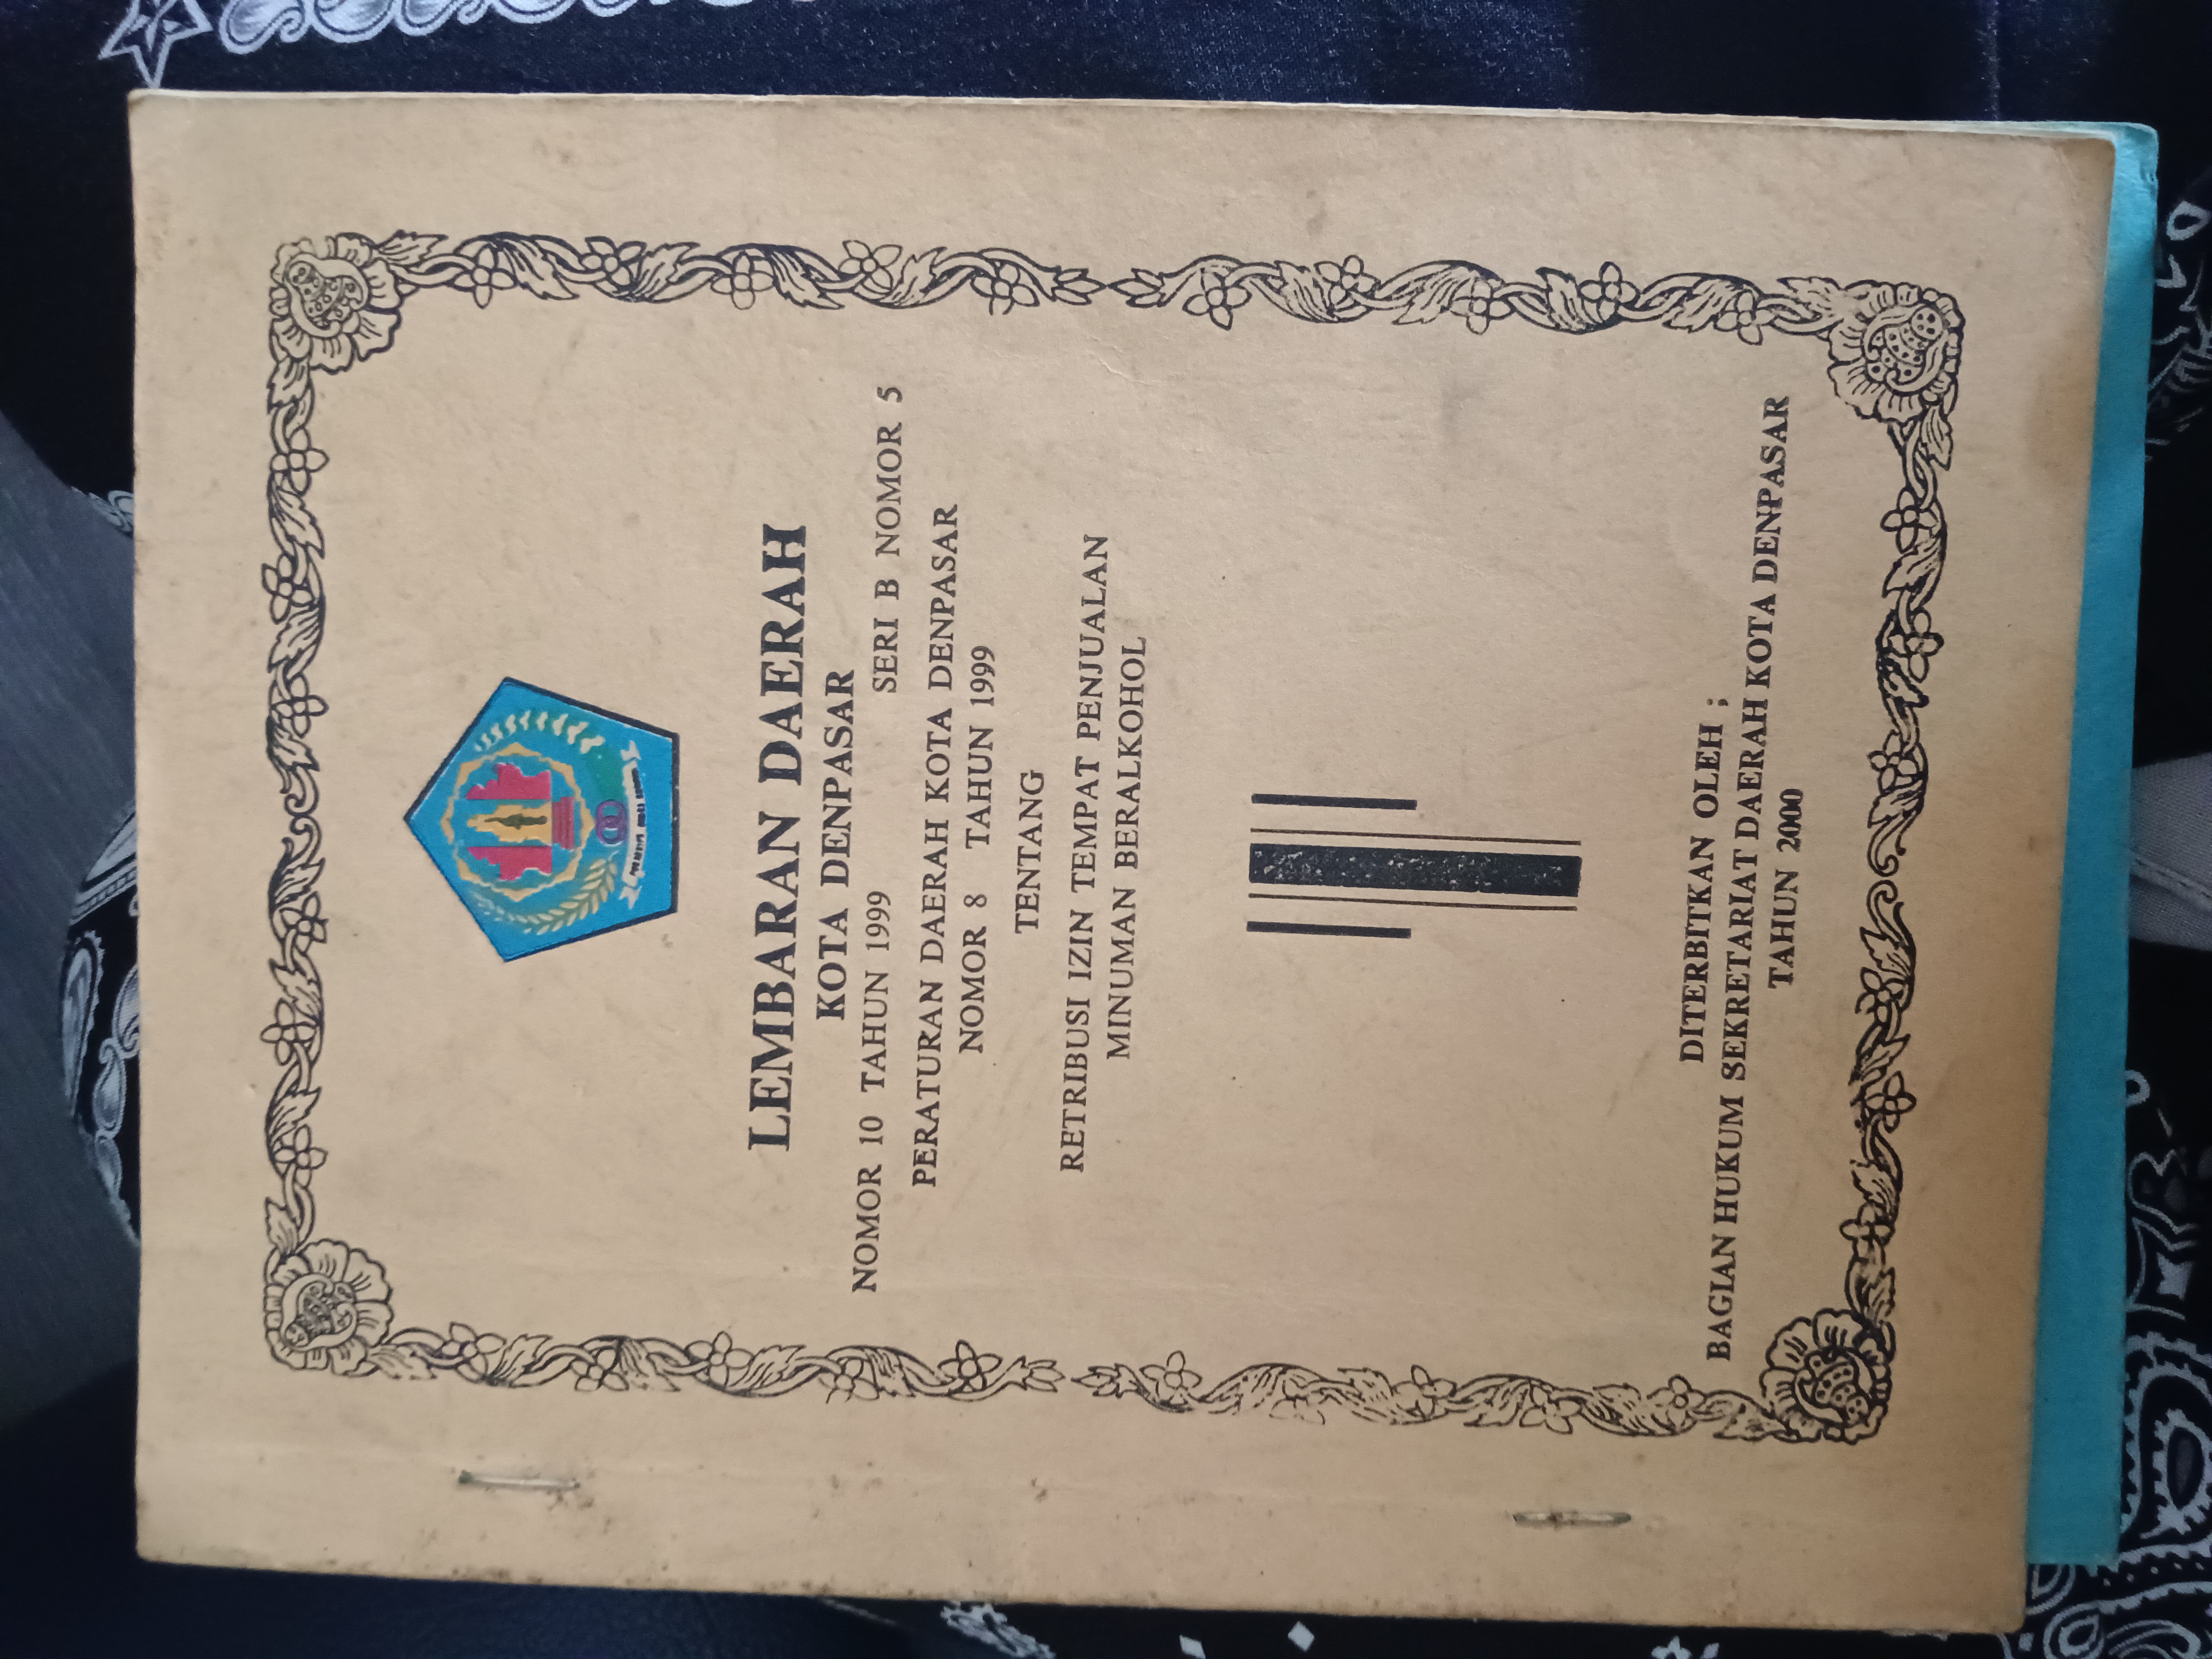 LEMBARAN DAERAH
KOTA DENPASAR
NOMOR 10 TAHUN 1999 SERI B NOMOR 5
PERATURAN DAERAH KOTA DENPASAR
NOMOR 8 TAHUN 1999
TENTANG
RETRIBUSI IZIN TEMPAT PENJUALAN
MINUMAN BERALKOHOL
DITERBITKAN OLEH ;
BAGIAN HUKUM SEKRETARIAT DAERAH KOTA DENPASAR
TAHUN 2000